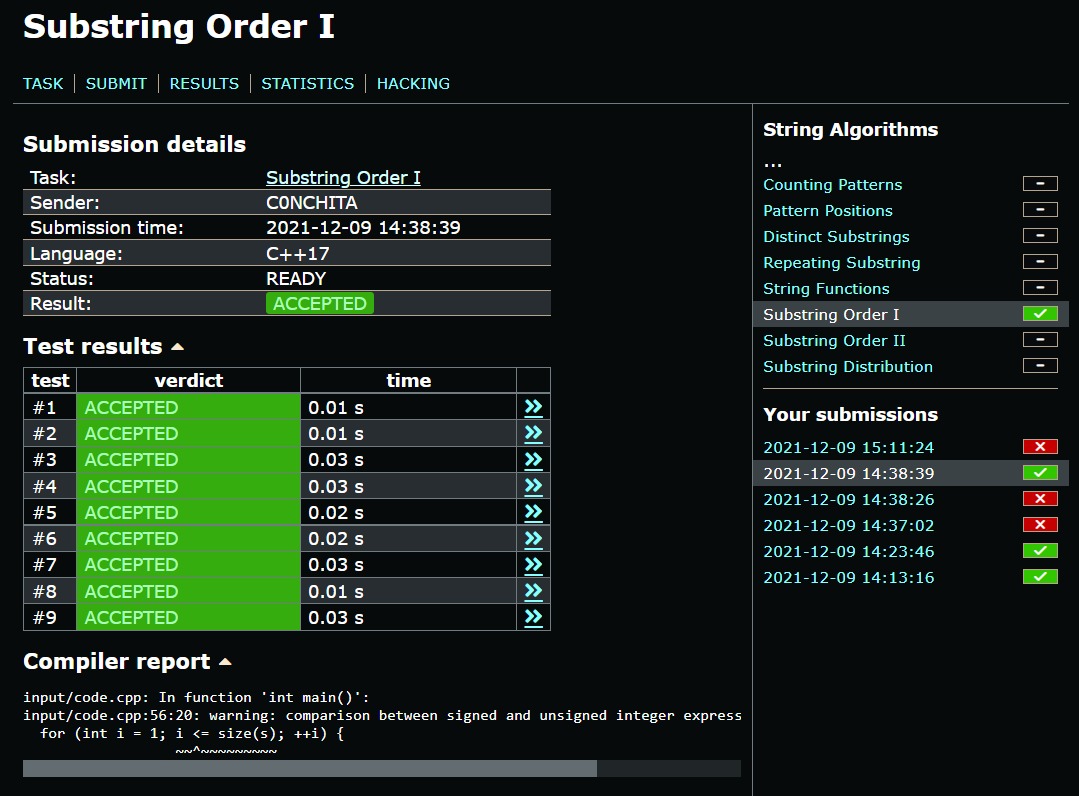 Substring Order I
TASK | SUBMIT | RESULTS | STATISTICS | HACKING
Submission details
Task: Substring Order I
Sender: C0NCHITA
Submission time: 2021-12-09 14:38:39
Language: C++17
Status: READY
Result: ACCEPTED
Test results
test verdict time
#1 ACCEPTED 0.01 s »
#2 ACCEPTED 0.01 s »
#3 ACCEPTED 0.03 s »
#4 ACCEPTED 0.03 s »
#5 ACCEPTED 0.02 s »
#6 ACCEPTED 0.02 s »
#7 ACCEPTED 0.03 s »
#8 ACCEPTED 0.01 s »
#9 ACCEPTED 0.03 s »
Compiler report
input/code.cpp: In function 'int main()':
input/code.cpp:56:20: warning: comparison between signed and unsigned integer express
for (int i = 1; i <= size(s); ++i) {
~~^~~~~~~~~~
String Algorithms
...
Counting Patterns –
Pattern Positions –
Distinct Substrings –
Repeating Substring –
String Functions –
Substring Order I ✓
Substring Order II –
Substring Distribution –
Your submissions
2021-12-09 15:11:24 ✕
2021-12-09 14:38:39 ✓
2021-12-09 14:38:26 ✕
2021-12-09 14:37:02 ✕
2021-12-09 14:23:46 ✓
2021-12-09 14:13:16 ✓